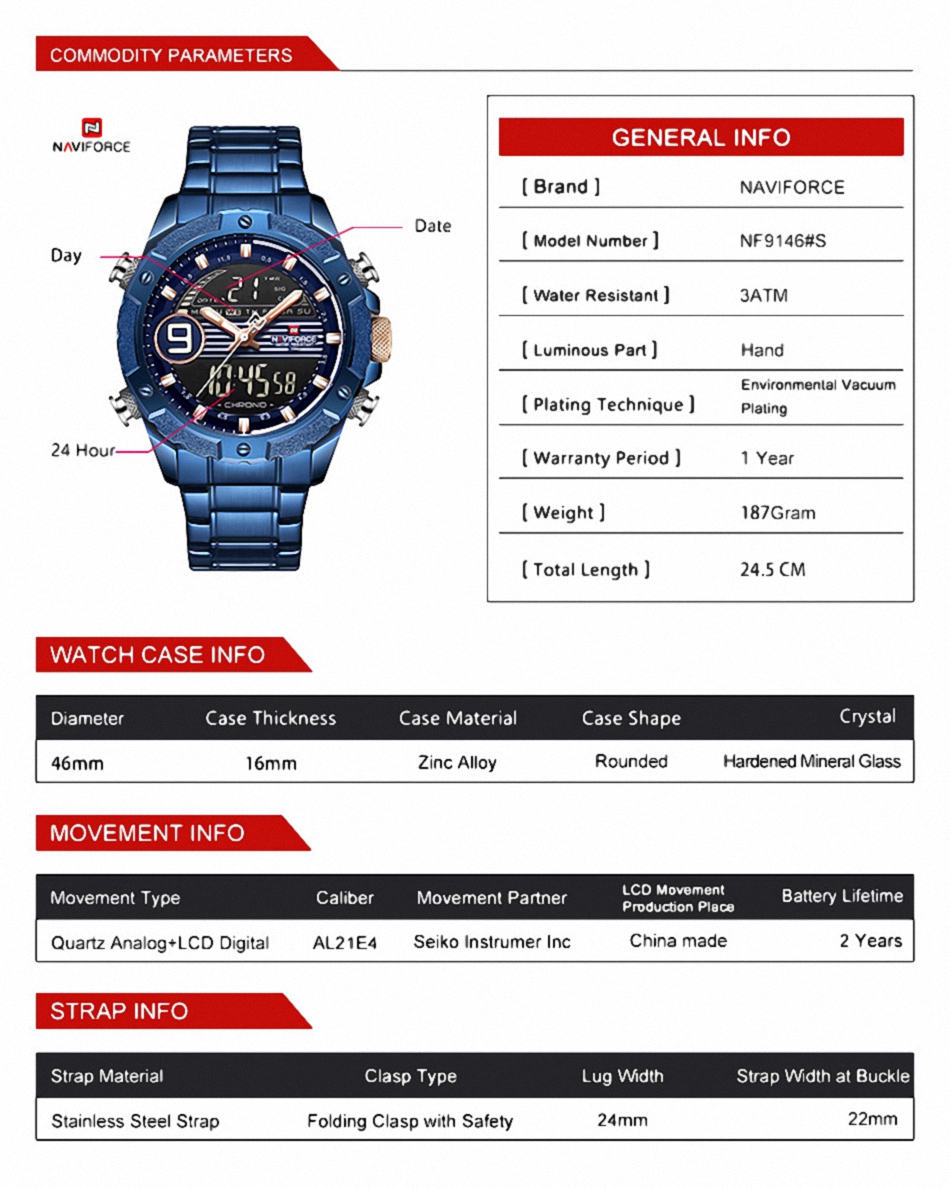 COMMODITY PARAMETERS
NAVIFORCE
Date
Day
24 Hour
21
SIG
9
NAVIFORCE
10:45 58
CHRONO
GENERAL INFO
[ Brand ] NAVIFORCE
[ Model Number ] NF9146#S
[ Water Resistant ] 3ATM
[ Luminous Part ] Hand
[ Plating Technique ] Environmental Vacuum
Plating
[ Warranty Period ] 1 Year
[ Weight ] 187Gram
[ Total Length ] 24.5 CM
WATCH CASE INFO
Diameter Case Thickness Case Material Case Shape Crystal
46mm 16mm Zinc Alloy Rounded Hardened Mineral Glass
MOVEMENT INFO
Movement Type Caliber Movement Partner LCD Movement Production Place Battery Lifetime
Quartz Analog+LCD Digital AL21E4 Seiko Instrumer Inc China made 2 Years
STRAP INFO
Strap Material Clasp Type Lug Width Strap Width at Buckle
Stainless Steel Strap Folding Clasp with Safety 24mm 22mm